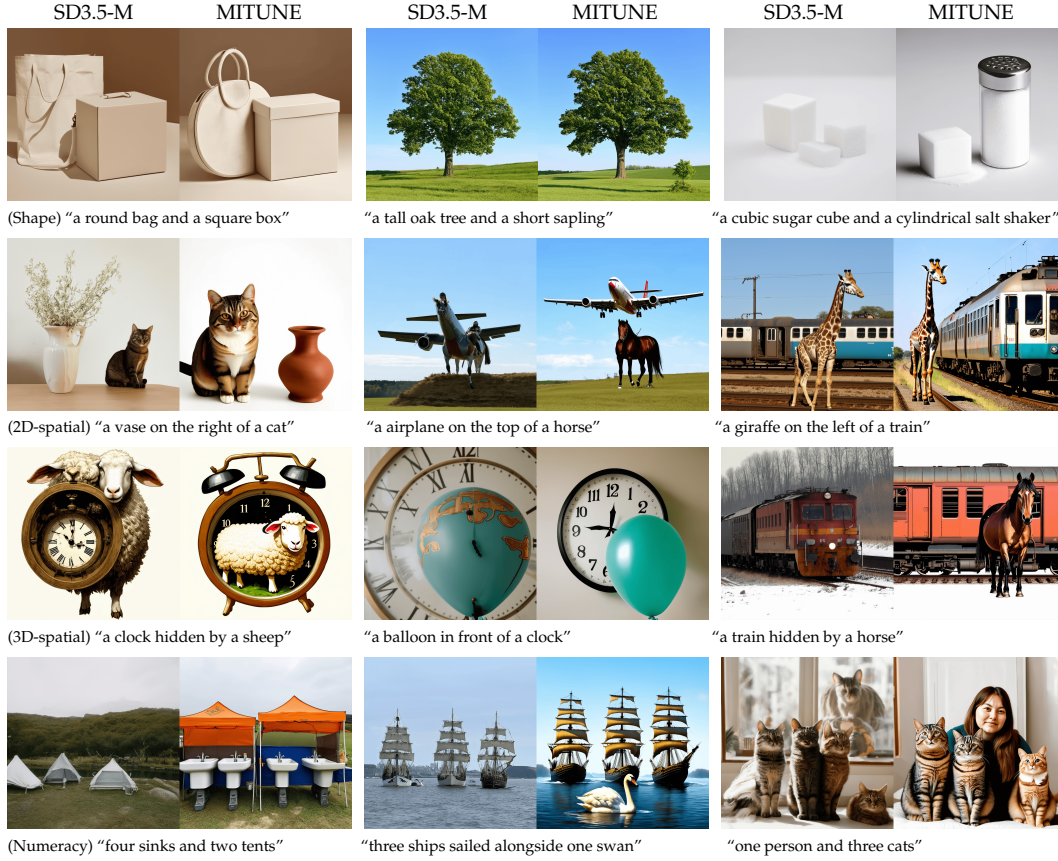 SD3.5-M MITUNE SD3.5-M MITUNE SD3.5-M MITUNE
(Shape) “a round bag and a square box” “a tall oak tree and a short sapling” “a cubic sugar cube and a cylindrical salt shaker”
(2D-spatial) “a vase on the right of a cat” “a airplane on the top of a horse” “a giraffe on the left of a train”
(3D-spatial) “a clock hidden by a sheep” “a balloon in front of a clock” “a train hidden by a horse”
(Numeracy) “four sinks and two tents” “three ships sailed alongside one swan” “one person and three cats”